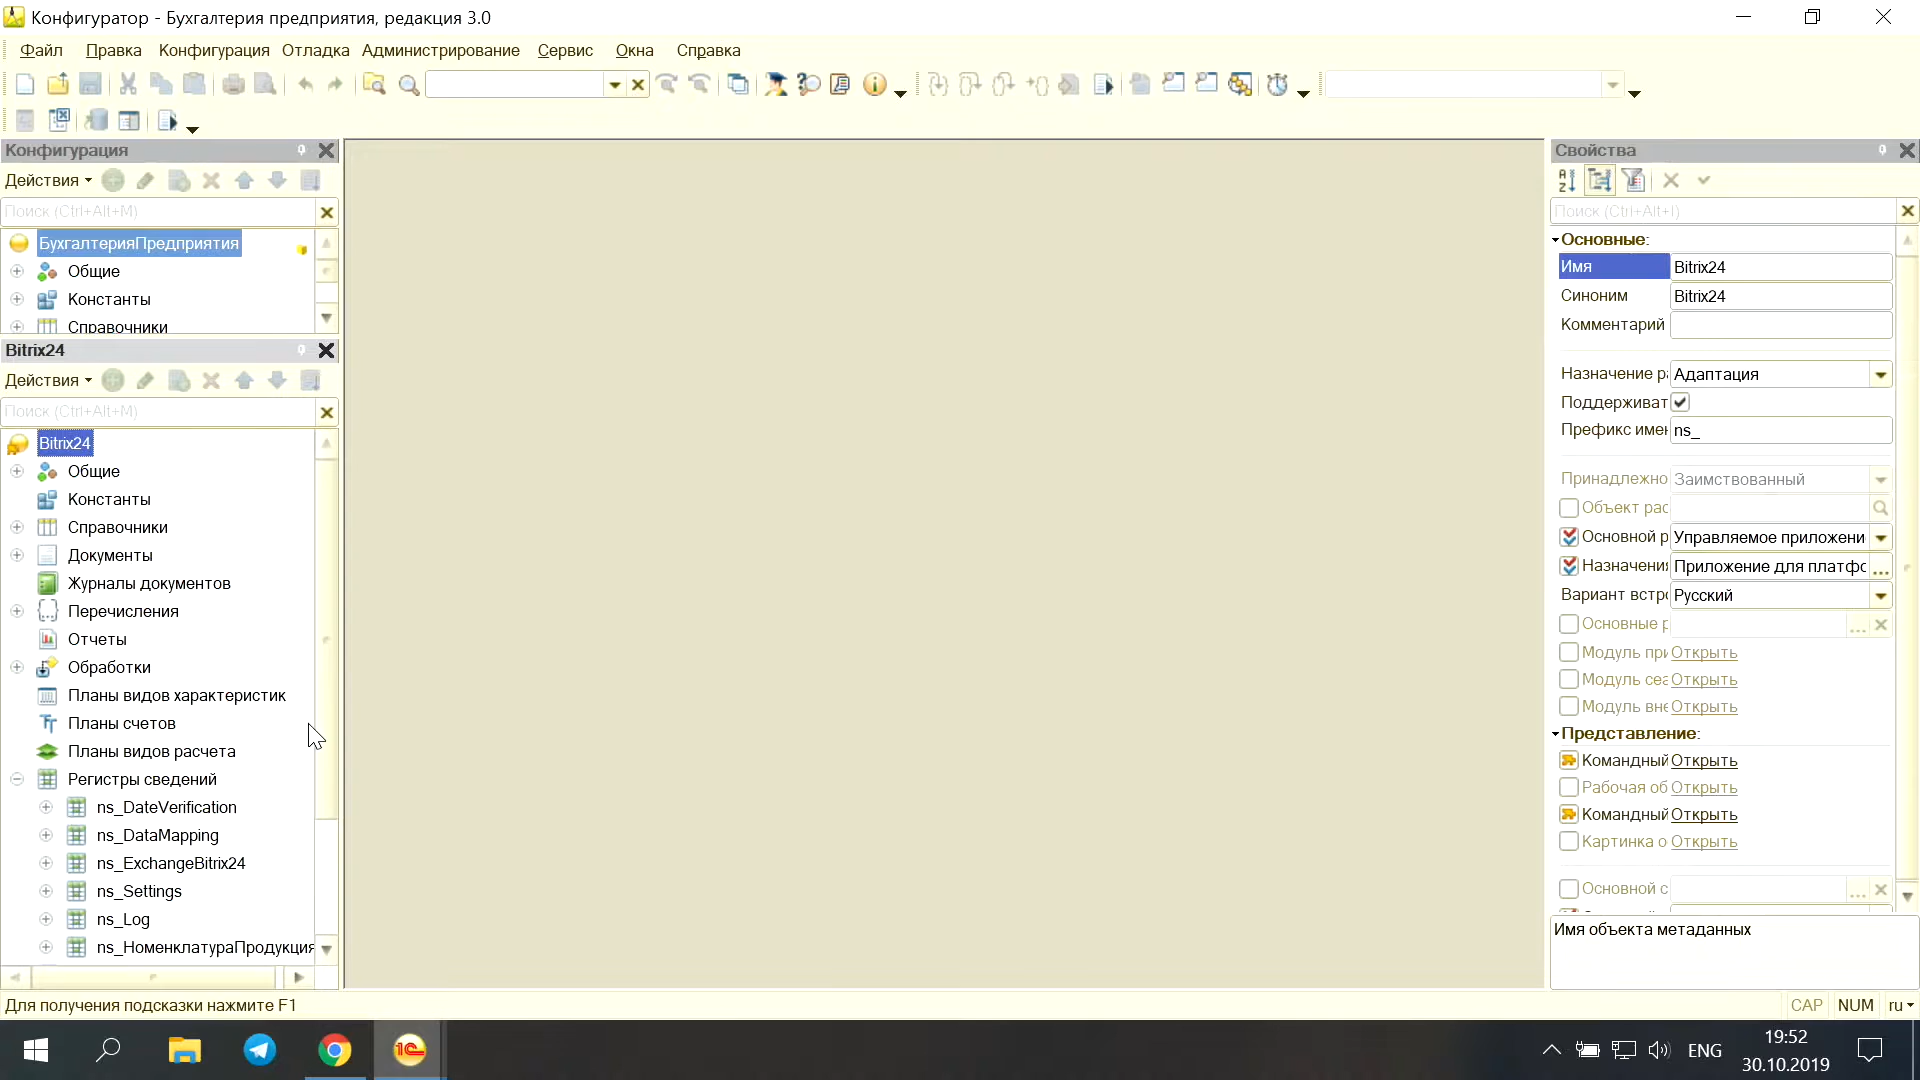 Конфигуратор - Бухгалтерия предприятия, редакция 3.0
Файл Правка Конфигурация Отладка Администрирование Сервис Окна Справка
Конфигурация
Действия
Поиск (Ctrl+Alt+M)
БухгалтерияПредприятия
Общие
Константы
Справочники
Bitrix24
Действия
Поиск (Ctrl+Alt+M)
Bitrix24
Общие
Константы
Справочники
Документы
Журналы документов
Перечисления
Отчеты
Обработки
Планы видов характеристик
Планы счетов
Планы видов расчета
Регистры сведений
ns_DateVerification
ns_DataMapping
ns_ExchangeBitrix24
ns_Settings
ns_Log
ns_НоменклатураПродукция
Свойства
Поиск (Ctrl+Alt+I)
Основные:
Имя Bitrix24
Синоним Bitrix24
Комментарий
Назначение ра Адаптация
Поддерживат
Префикс имен ns_
Принадлежно Заимствованный
Объект рас
Основной р Управляемое приложени
Назначения Приложение для платфо ...
Вариант встро Русский
Основные р ...
Модуль при Открыть
Модуль сеа Открыть
Модуль вне Открыть
Представление:
Командный Открыть
Рабочая об Открыть
Командный Открыть
Картинка о Открыть
Основной с ...
Имя объекта метаданных
Для получения подсказки нажмите F1
CAP NUM ru
1С
ENG
19:52
30.10.2019